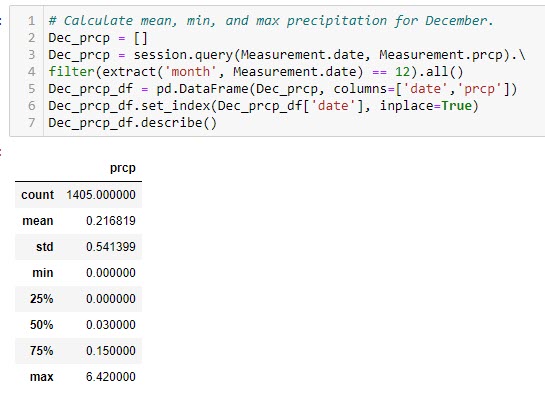 1 # Calculate mean, min, and max precipitation for December.
2 Dec_prcp = []
3 Dec_prcp = session.query(Measurement.date, Measurement.prcp).\
4 filter(extract('month', Measurement.date) == 12).all()
5 Dec_prcp_df = pd.DataFrame(Dec_prcp, columns=['date','prcp'])
6 Dec_prcp_df.set_index(Dec_prcp_df['date'], inplace=True)
7 Dec_prcp_df.describe()
prcp
count 1405.000000
mean 0.216819
std 0.541399
min 0.000000
25% 0.000000
50% 0.030000
75% 0.150000
max 6.420000